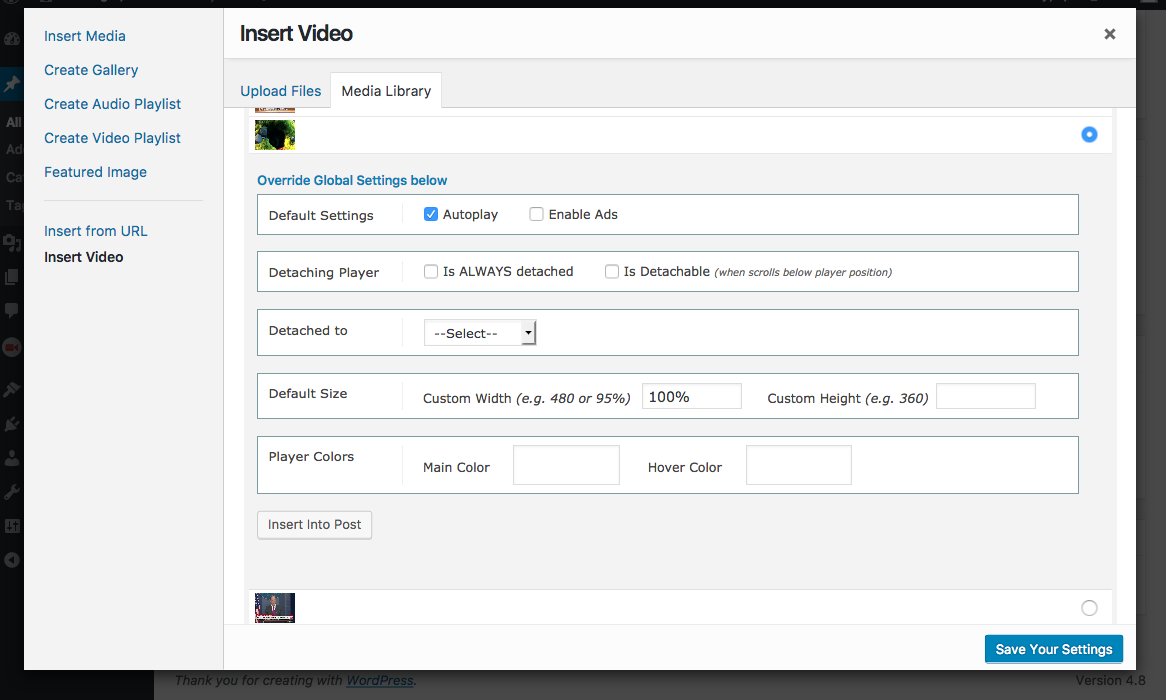 Insert Media
Create Gallery
Create Audio Playlist
Create Video Playlist
Featured Image
Insert from URL
Insert Video
Insert Video
×
Upload Files
Media Library
Override Global Settings below
Default Settings
Autoplay
Enable Ads
Detaching Player
Is ALWAYS detached
Is Detachable (when scrolls below player position)
Detached to
--Select--
Default Size
Custom Width (e.g. 480 or 95%)
100%
Custom Height (e.g. 360)
Player Colors
Main Color
Hover Color
Insert Into Post
Save Your Settings
All
Ad
Ca
Ta
Thank you for creating with WordPress.
Version 4.8